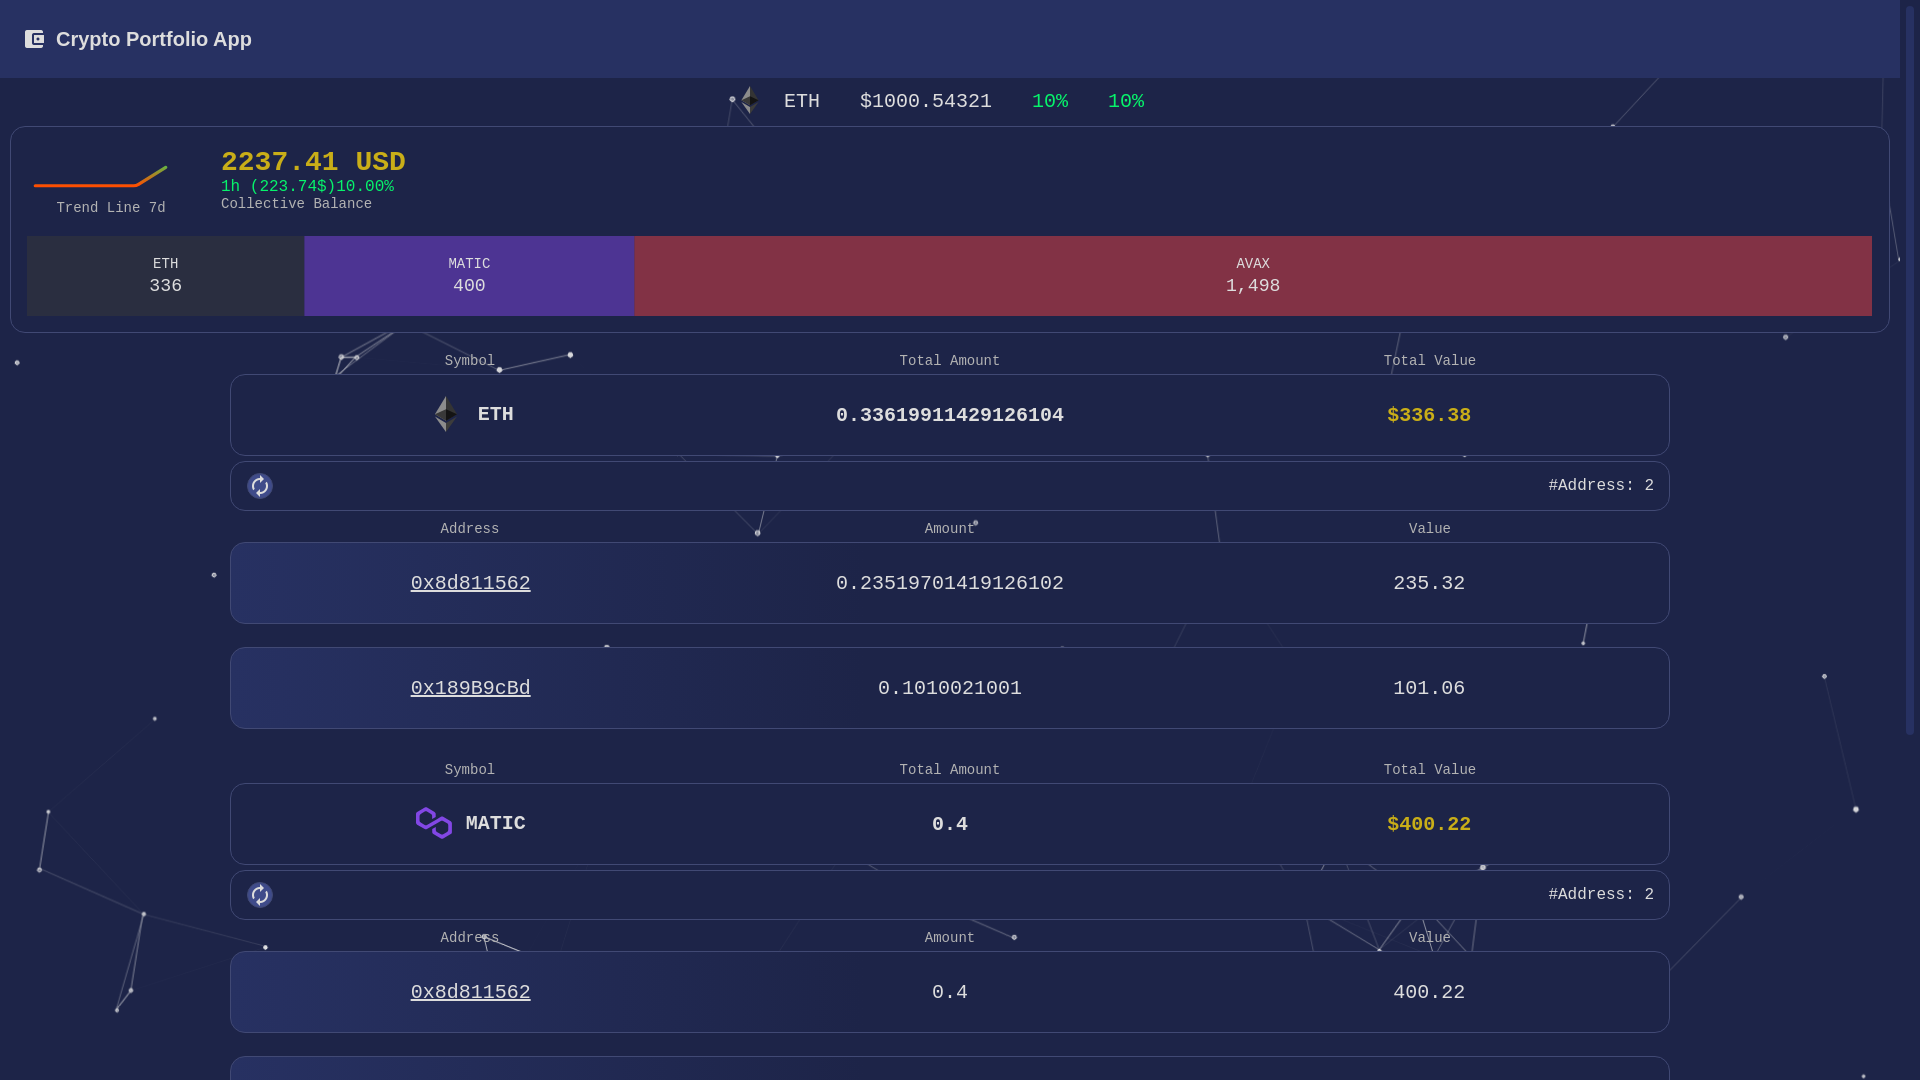 Crypto Portfolio App
ETH $1000.54321 10% 10%
2237.41 USD
1h (223.74$)10.00%
Collective Balance
Trend Line 7d
ETH MATIC AVAX
336 400 1,498
Symbol Total Amount Total Value
ETH 0.33619911429126104 $336.38
#Address: 2
Address Amount Value
0x8d811562 0.23519701419126102 235.32
0x189B9cBd 0.1010021001 101.06
Symbol Total Amount Total Value
MATIC 0.4 $400.22
#Address: 2
Address Amount Value
0x8d811562 0.4 400.22